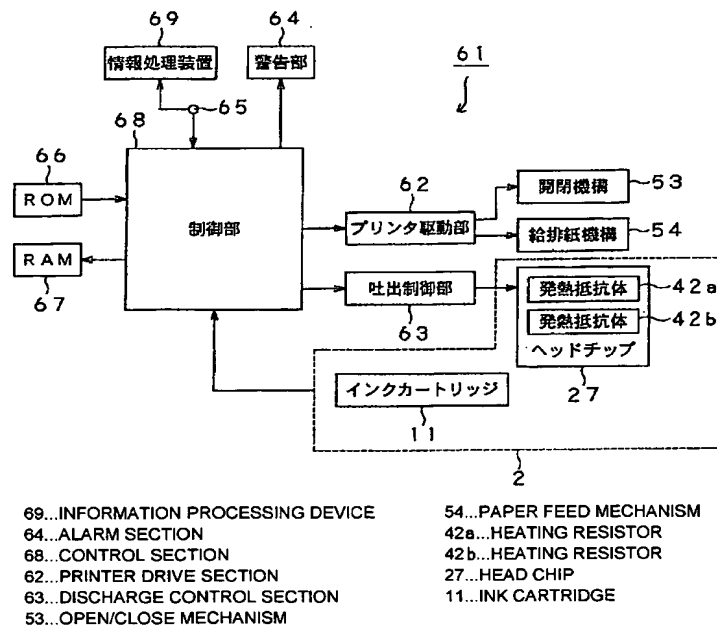 69
64
情報処理装置
警告部
61
65
68
66
ROM
制御部
62
プリンタ駆動部
開閉機構
53
給排紙機構
54
RAM
67
吐出制御部
63
発熱抵抗体
42a
発熱抵抗体
42b
ヘッドチップ
27
インクカートリッジ
11
2
69...INFORMATION PROCESSING DEVICE
64...ALARM SECTION
68...CONTROL SECTION
62...PRINTER DRIVE SECTION
63...DISCHARGE CONTROL SECTION
53...OPEN/CLOSE MECHANISM
54...PAPER FEED MECHANISM
42a...HEATING RESISTOR
42b...HEATING RESISTOR
27...HEAD CHIP
11...INK CARTRIDGE